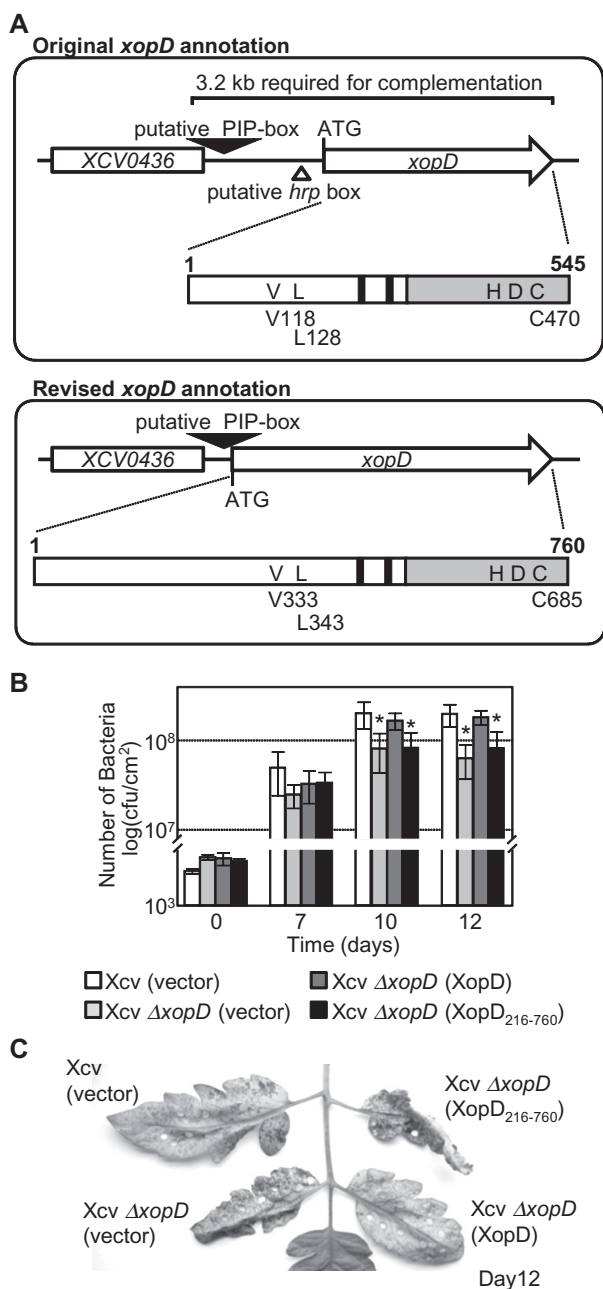 A
Original xopD annotation
3.2 kb required for complementation
putative PIP-box
ATG
XCV0436
xopD
putative hrp box
1
545
V L
H D C
V118
C470
L128
Revised xopD annotation
putative PIP-box
XCV0436
xopD
ATG
1
760
V L
H D C
V333
C685
L343
B
Number of Bacteria
log(cfu/cm²)
10⁸
10⁷
10³
* * * *
0 7 10 12
Time (days)
Xcv (vector)
Xcv ΔxopD (XopD)
Xcv ΔxopD (vector)
Xcv ΔxopD (XopD₂₁₆₋₇₆₀)
C
Xcv
(vector)
Xcv ΔxopD
(XopD₂₁₆₋₇₆₀)
Xcv ΔxopD
(vector)
Xcv ΔxopD
(XopD)
Day12